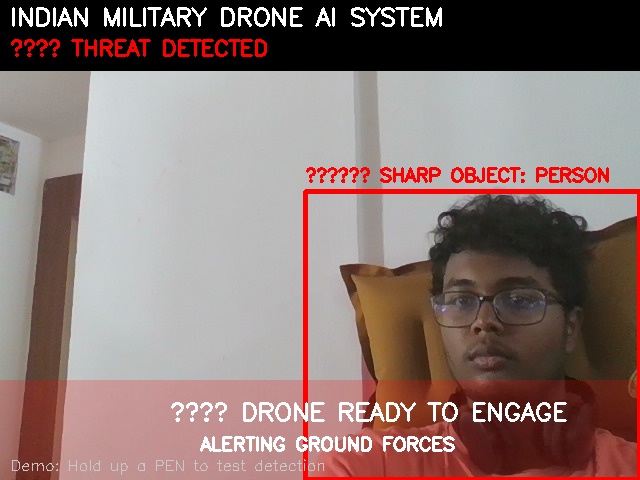 INDIAN MILITARY DRONE AI SYSTEM
???? THREAT DETECTED
?????? SHARP OBJECT: PERSON
???? DRONE READY TO ENGAGE
ALERTING GROUND FORCES
Demo: Hold up a PEN to test detection